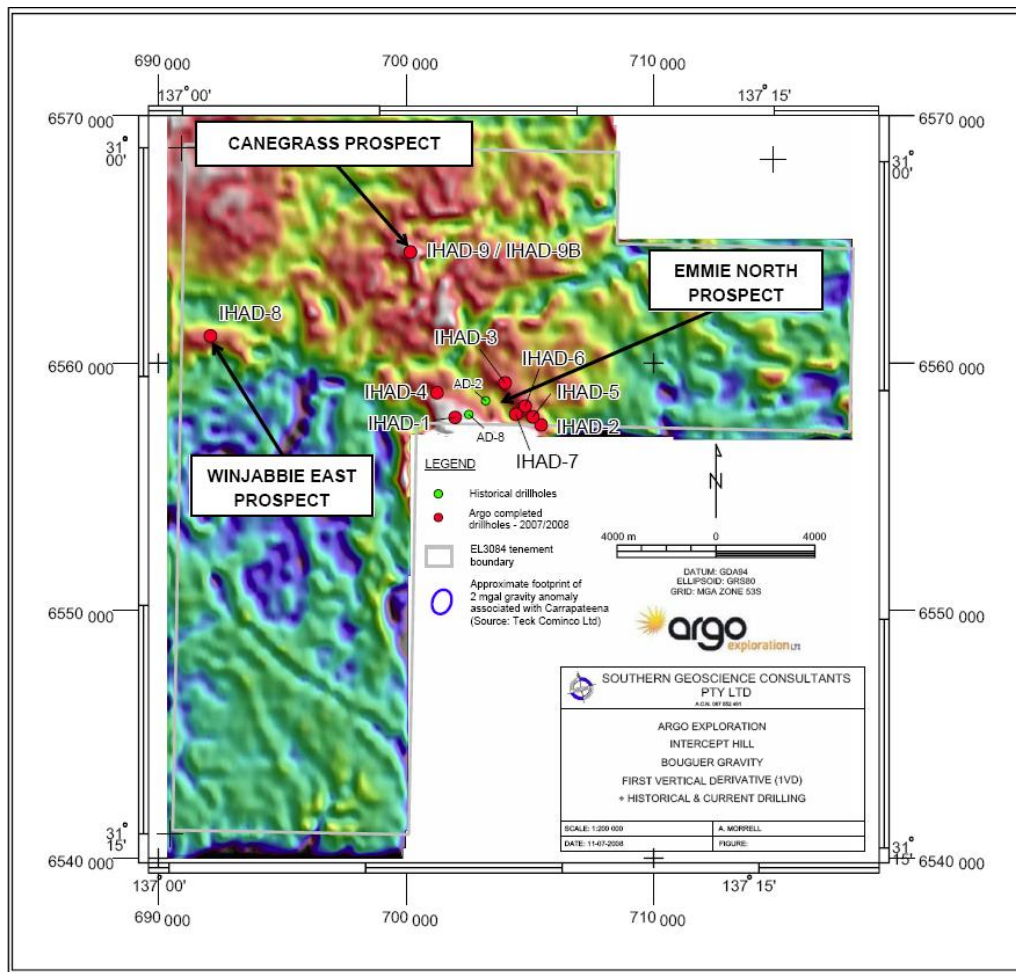 690 000
700 000
710 000
137° 00'
137° 15'
6570 000
6570 000
31° 00'
31° 00'
CANEGRASS PROSPECT
IHAD-9 / IHAD-9B
EMMIE NORTH
PROSPECT
IHAD-8
IHAD-3
IHAD-6
6560 000
6560 000
IHAD-4
AD-2
IHAD-5
IHAD-1
AD-8
IHAD-2
IHAD-7
WINJABBIE EAST
PROSPECT
LEGEND
Historical drillholes
Argo completed
drillholes - 2007/2008
EL3084 tenement
boundary
Approximate footprint of
2 mgal gravity anomaly
associated with Carrapateena
(Source: Teck Cominco Ltd)
N
4000 m
0
4000
DATUM: GDA94
ELLIPSOID: GRS80
GRID: MGA ZONE 53S
6550 000
6550 000
argo
exploration LTD
SOUTHERN GEOSCIENCE CONSULTANTS
PTY LTD
ARGO EXPLORATION
INTERCEPT HILL
BOUGUER GRAVITY
FIRST VERTICAL DERIVATIVE (1VD)
+ HISTORICAL & CURRENT DRILLING
SCALE: 1:200 000
A. MORRELL
DATE: 11-07-2008
FIGURE:
31° 15'
31° 15'
6540 000
6540 000
137° 00'
137° 15'
690 000
700 000
710 000